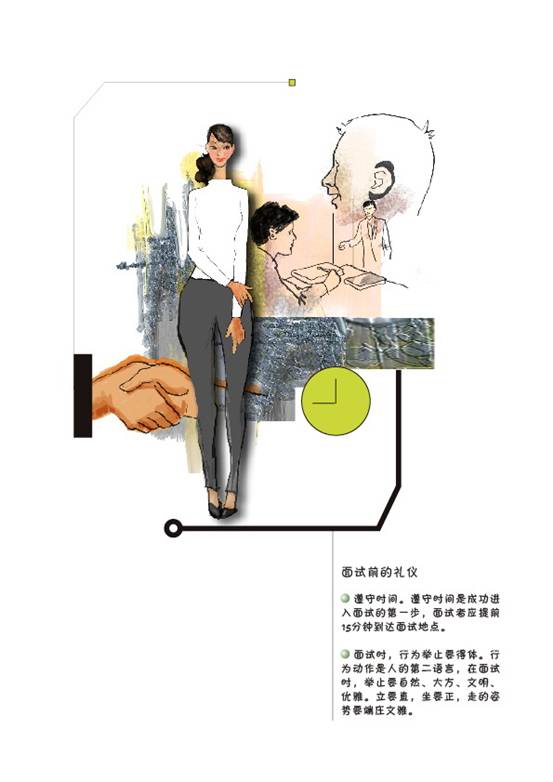 面试前的礼仪
遵守时间。遵守时间是成功进
入面试的第一步，面试者应提前
15分钟到达面试地点。
面试时，行为举止要得体。行
为动作是人的第二语言，在面试
时，举止要自然、大方、文明、
优雅。立要直，坐要正，走的姿
势要端庄文雅。